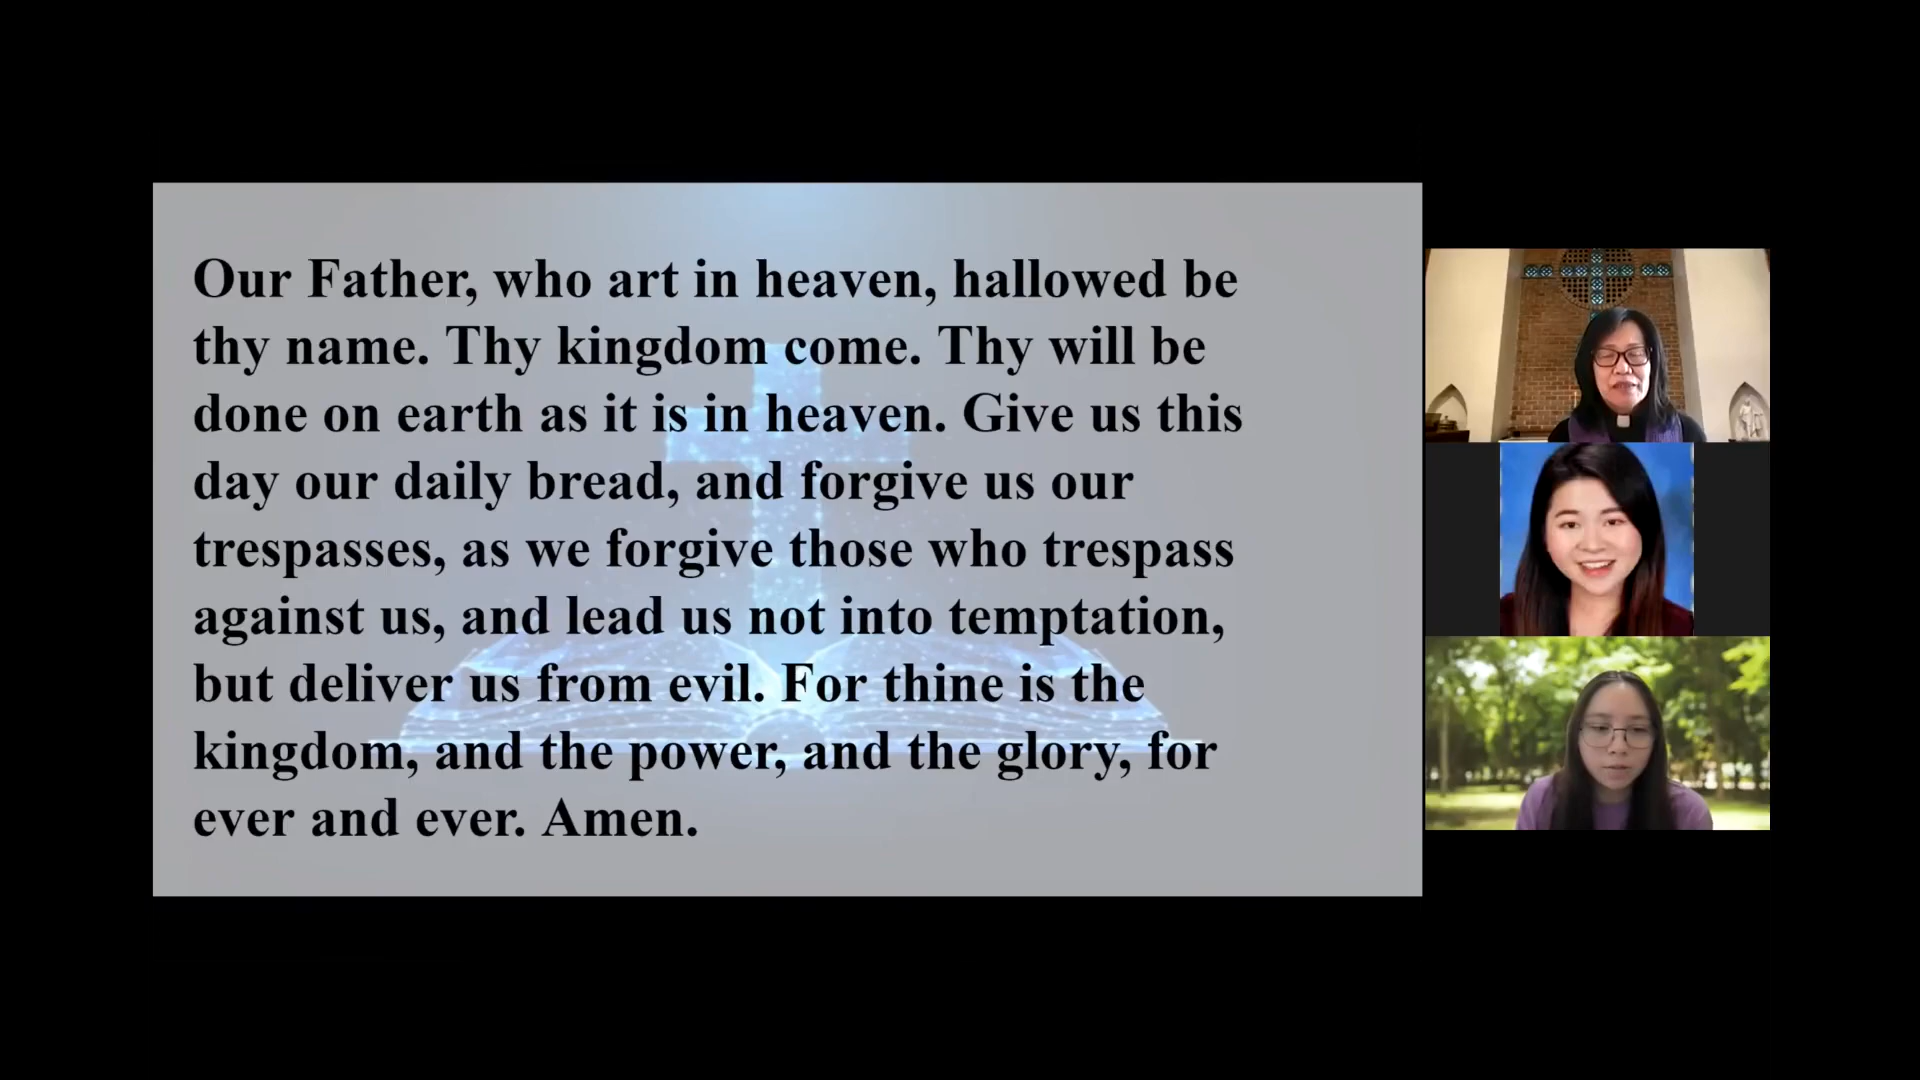 Our Father, who art in heaven, hallowed be
thy name. Thy kingdom come. Thy will be
done on earth as it is in heaven. Give us this
day our daily bread, and forgive us our
trespasses, as we forgive those who trespass
against us, and lead us not into temptation,
but deliver us from evil. For thine is the
kingdom, and the power, and the glory, for
ever and ever. Amen.